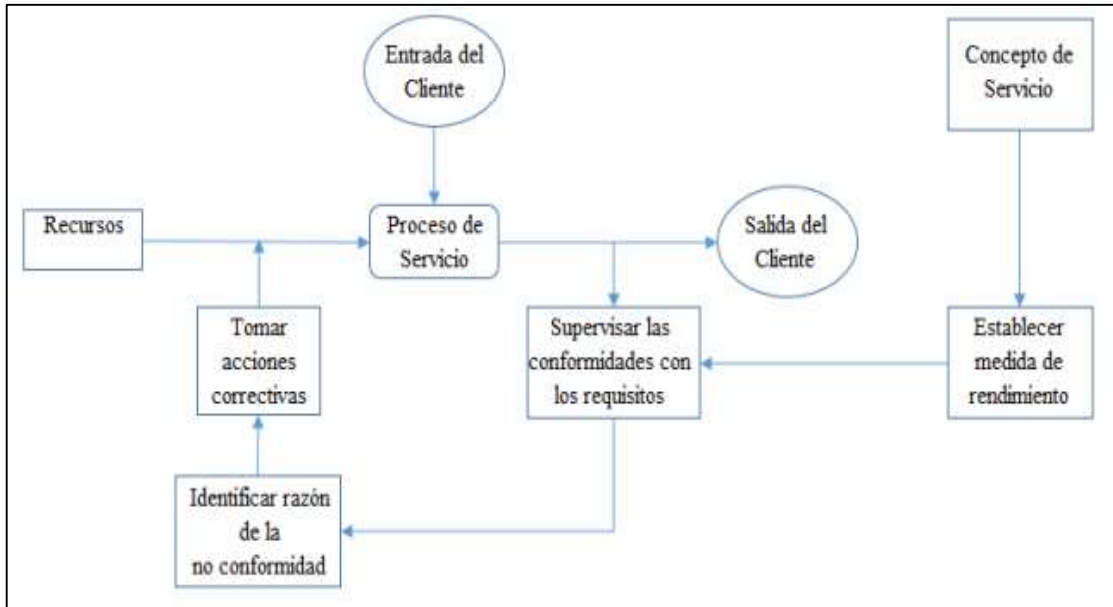 Entrada del
Cliente
Concepto de
Servicio
Recursos
Proceso de
Servicio
Salida del
Cliente
Tomar
acciones
correctivas
Supervisar las
conformidades con
los requisitos
Establecer
medida de
rendimiento
Identificar razón
de la
no conformidad